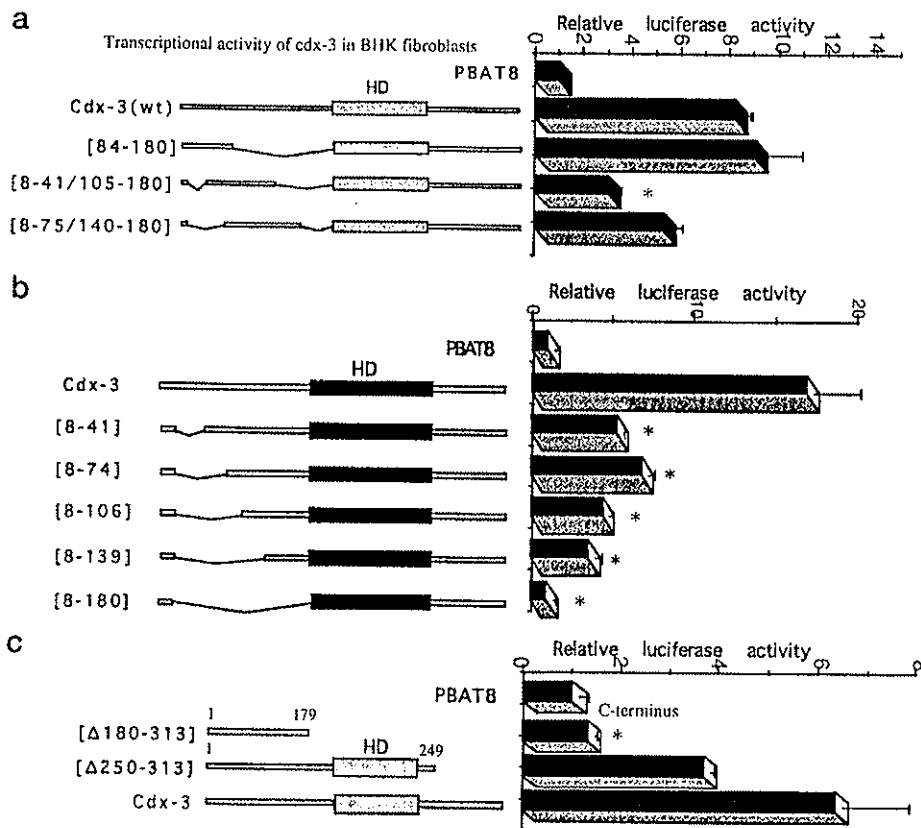 a
Relative luciferase activity
Transcriptional activity of cdx-3 in BHK fibroblasts
0 2 4 6 8 10 12 14
PBAT8
HD
Cdx-3(wt)
[84-180]
[8-41/105-180]
*
[8-75/140-180]
b
Relative luciferase activity
0 10 20
PBAT8
HD
Cdx-3
[8-41]
*
[8-74]
*
[8-106]
*
[8-139]
*
[8-180]
*
c
Relative luciferase activity
0 2 4 6 8
PBAT8
C-terminus
1 179
[Δ180-313]
*
1 HD 249
[Δ250-313]
Cdx-3